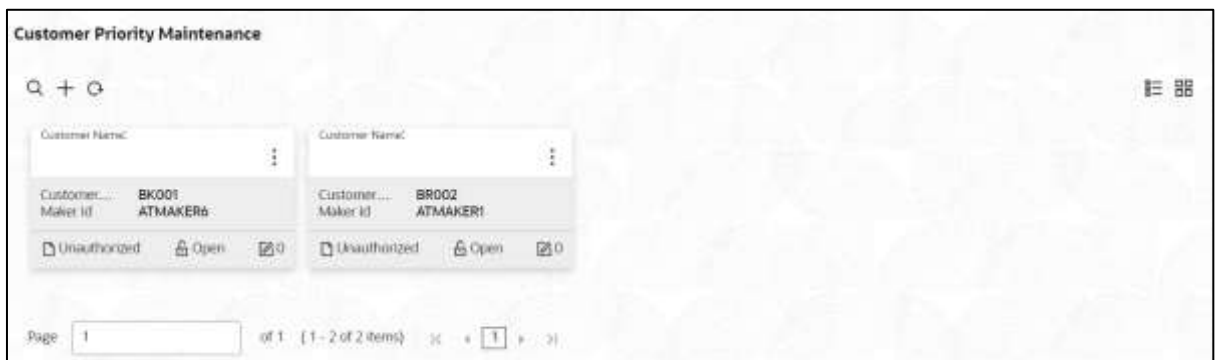 Customer Priority Maintenance
Customer Name: Customer Name:
Customer.... BK001 Customer.... BR002
Maker Id ATMAKER6 Maker Id ATMAKER1
Unauthorized Open 0 Unauthorized Open 0
Page 1 of 1 (1 - 2 of 2 items) 1